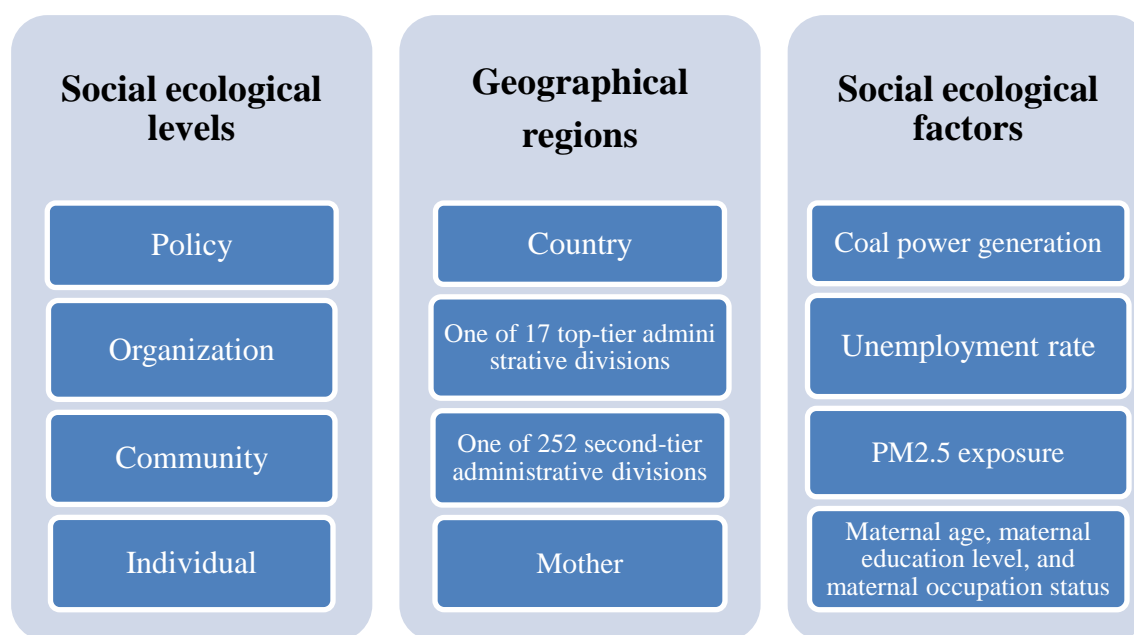 Social ecological
levels
Policy
Organization
Community
Individual
Geographical
regions
Country
One of 17 top-tier admini
strative divisions
One of 252 second-tier
administrative divisions
Mother
Social ecological
factors
Coal power generation
Unemployment rate
PM2.5 exposure
Maternal age, maternal
education level, and
maternal occupation status